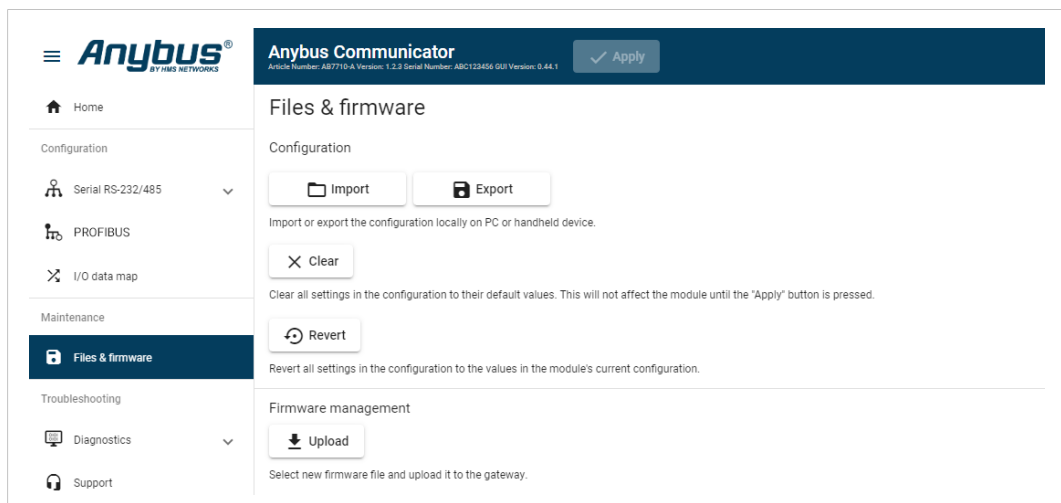 Anybus®
BY HMS NETWORKS
Anybus Communicator
Article Number: AB7710-A Version: 1.2.3 Serial Number: ABC123456 GUI Version: 0.44.1
Apply
Home
Configuration
Serial RS-232/485
PROFIBUS
I/O data map
Maintenance
Files & firmware
Troubleshooting
Diagnostics
Support
Files & firmware
Configuration
Import
Export
Import or export the configuration locally on PC or handheld device.
Clear
Clear all settings in the configuration to their default values. This will not affect the module until the "Apply" button is pressed.
Revert
Revert all settings in the configuration to the values in the module's current configuration.
Firmware management
Upload
Select new firmware file and upload it to the gateway.